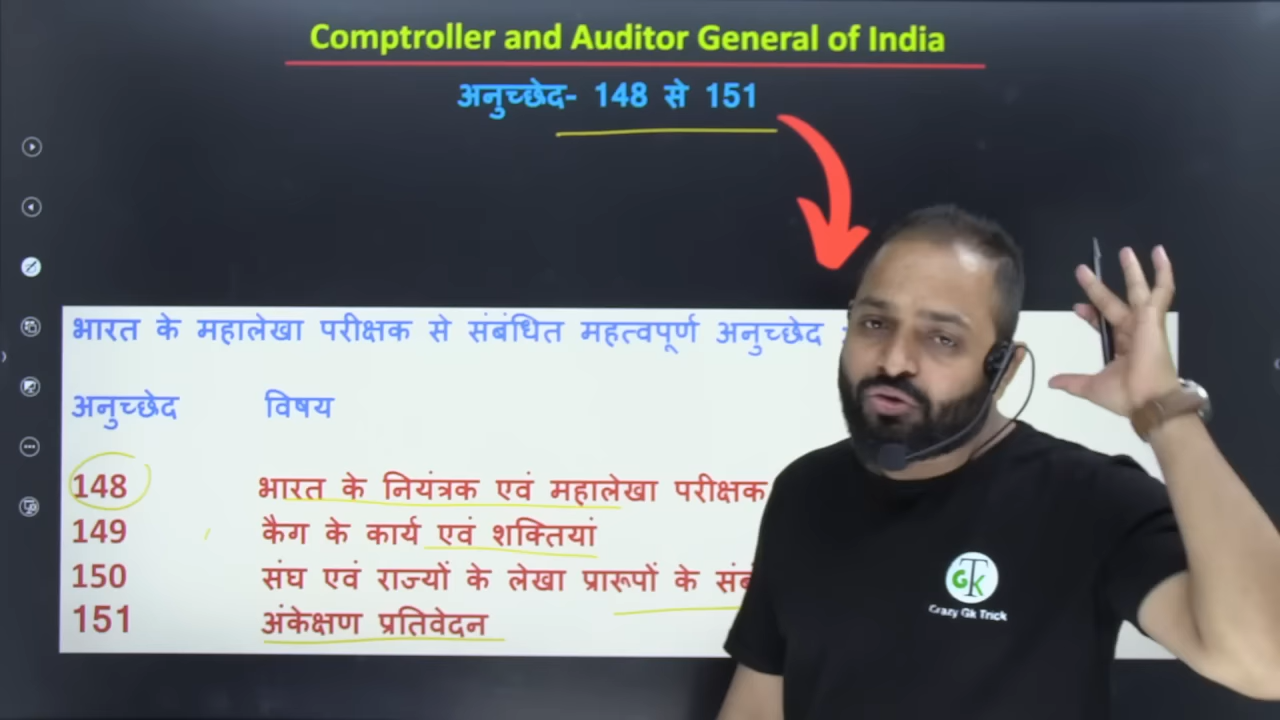 Comptroller and Auditor General of India
अनुच्छेद- 148 से 151
भारत के महालेखा परीक्षक से संबंधित महत्वपूर्ण अनुच्छेद
अनुच्छेद विषय
148 भारत के नियंत्रक एवं महालेखा परीक्षक
149 कैग के कार्य एवं शक्तियां
150 संघ एवं राज्यों के लेखा प्रारूपों के
151 अंकेक्षण प्रतिवेदन
GTK
Crazy Gk Trick